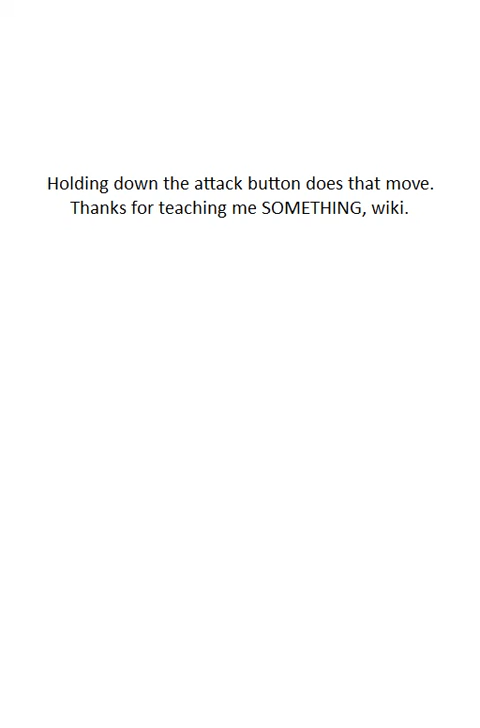 Holding down the attack button does that move.
Thanks for teaching me SOMETHING, wiki.